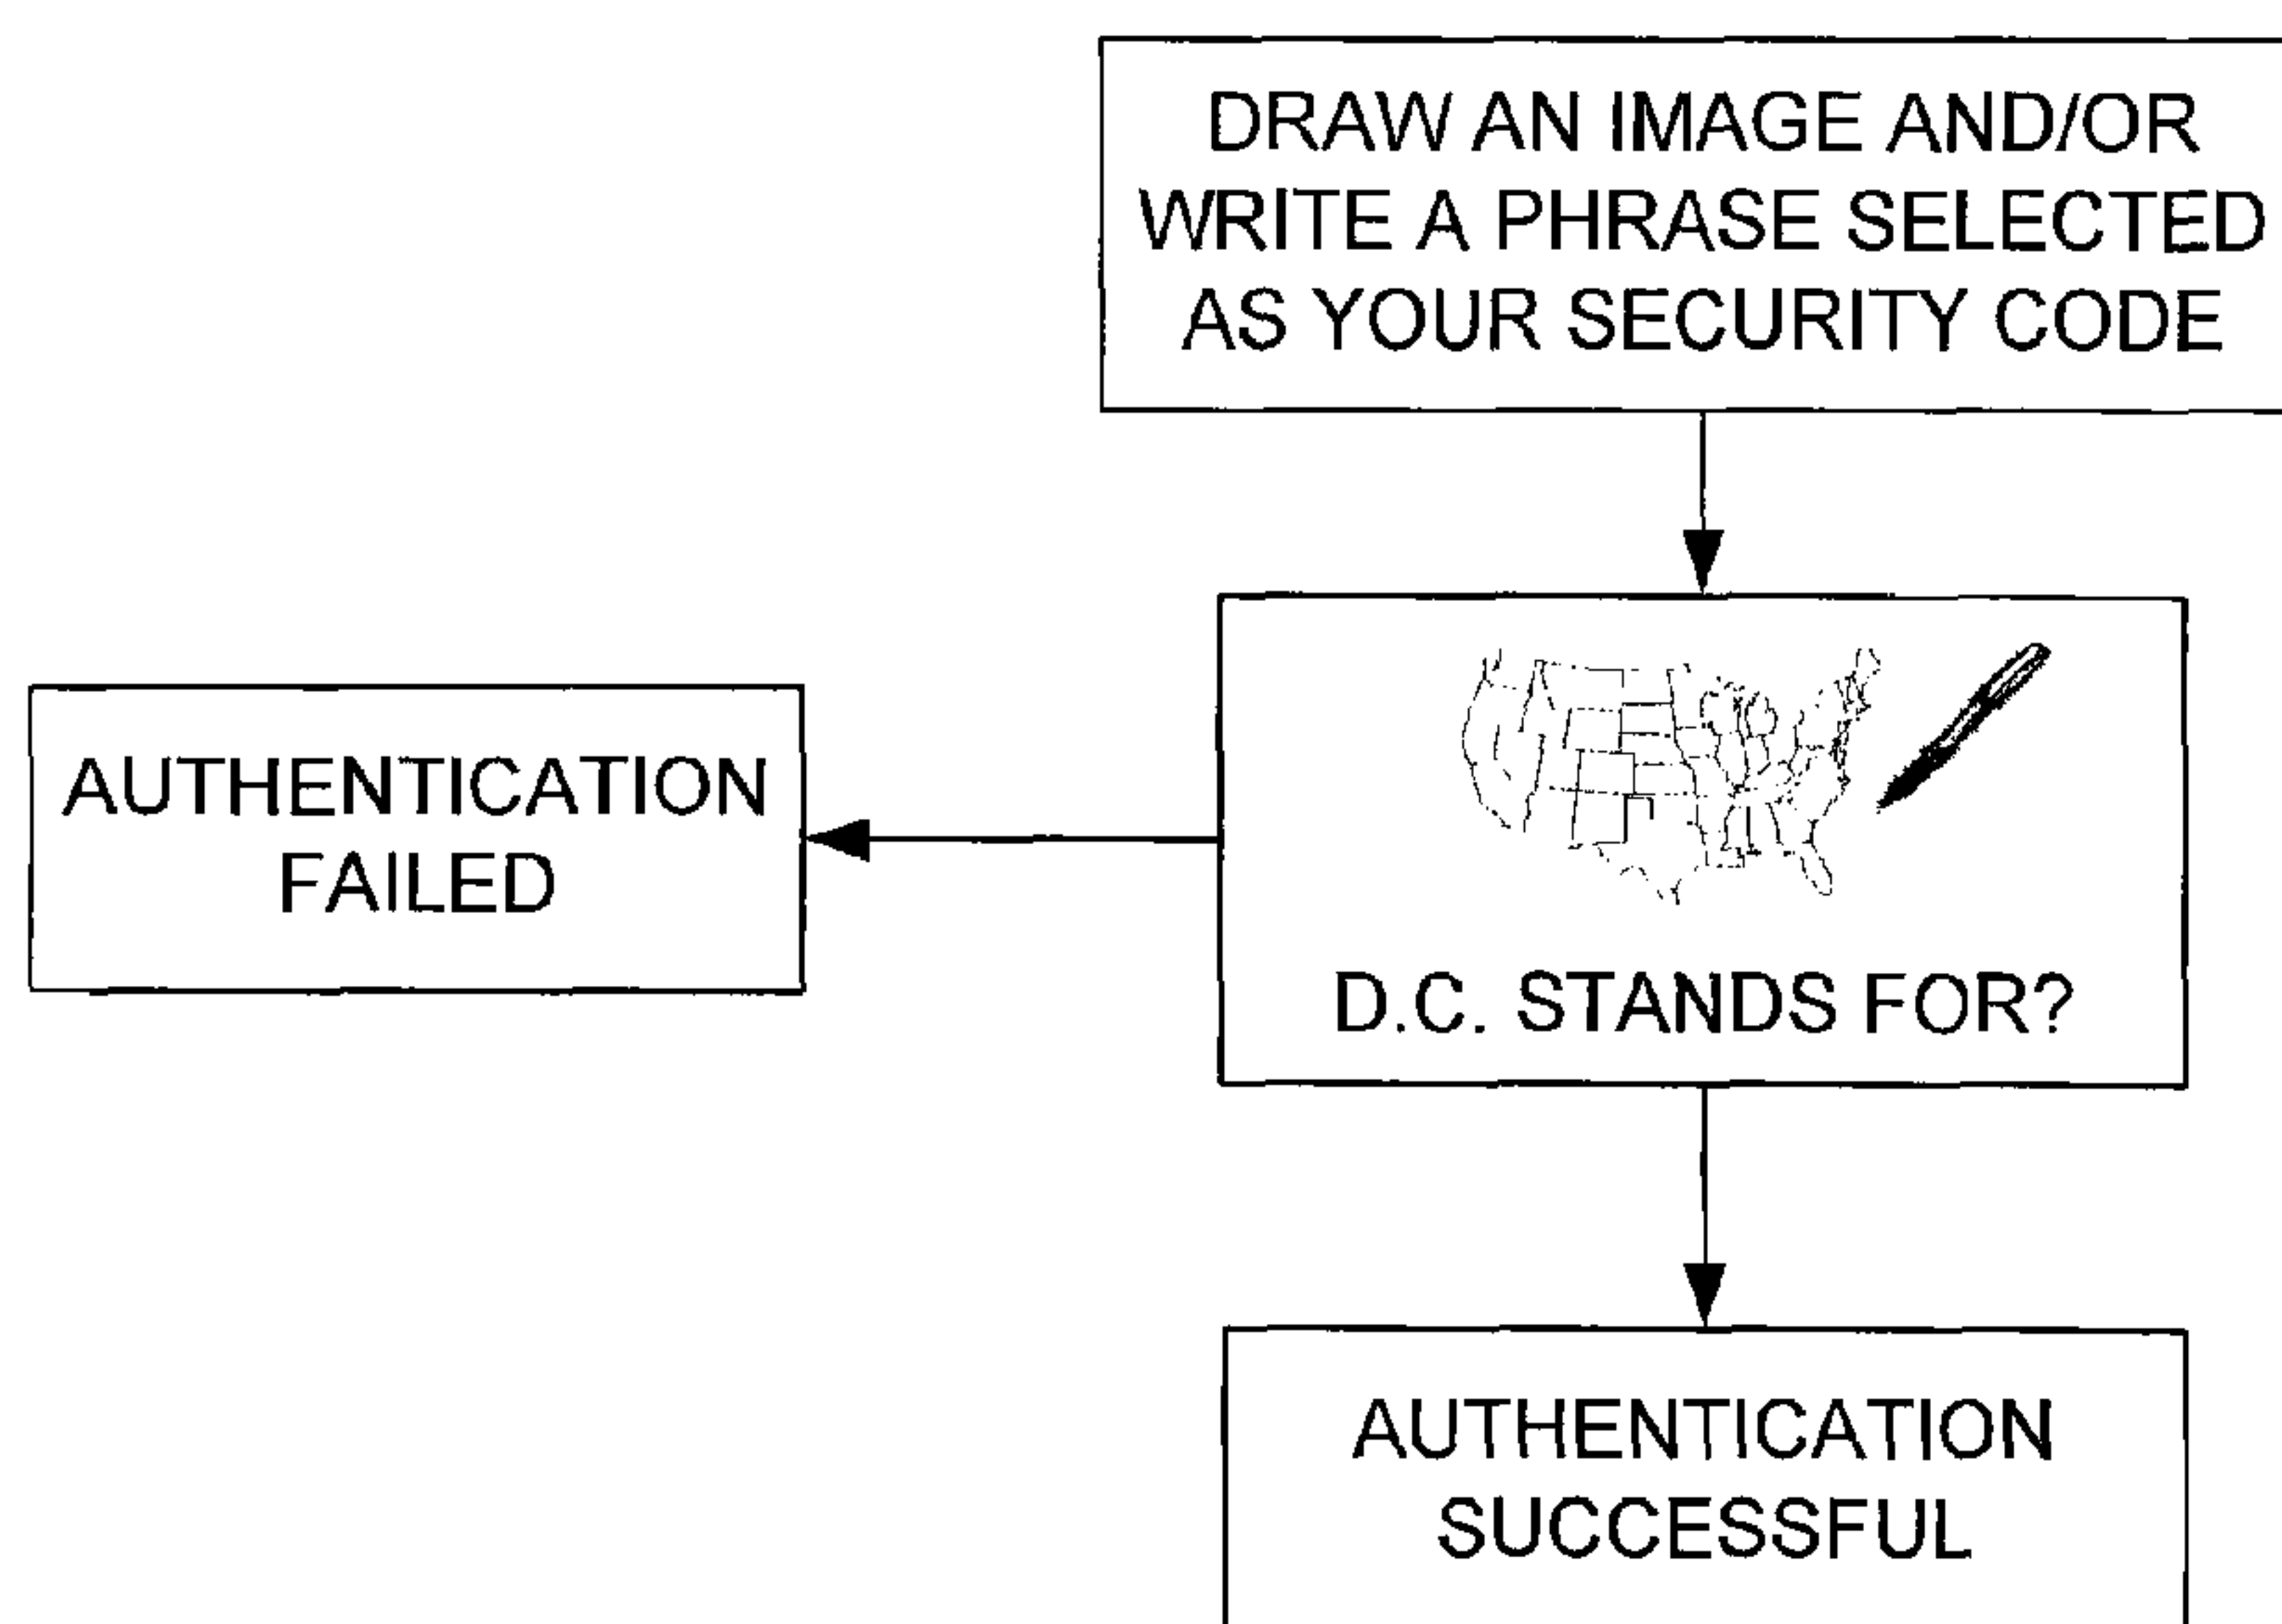 DRAW AN IMAGE AND/OR
WRITE A PHRASE SELECTED
AS YOUR SECURITY CODE
AUTHENTICATION
FAILED
D.C. STANDS FOR?
AUTHENTICATION
SUCCESSFUL